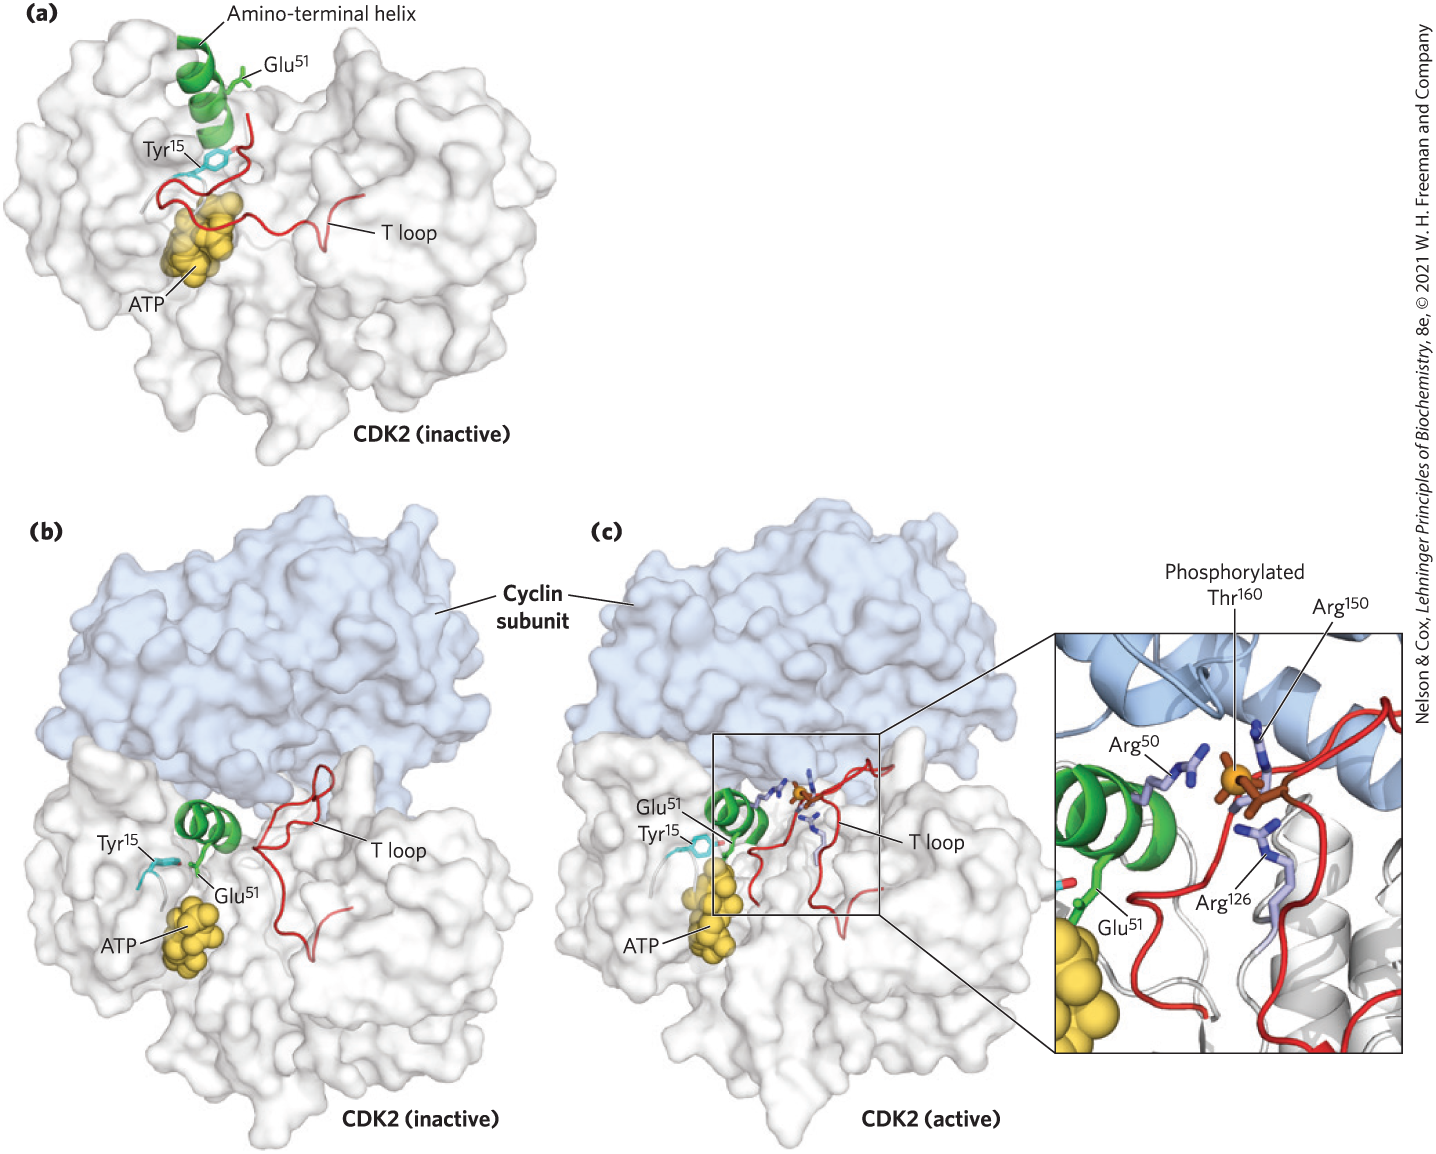 (a)
Amino-terminal helix
Glu⁵¹
Tyr¹⁵
T loop
ATP
CDK2 (inactive)
(b)
Cyclin
subunit
Tyr¹⁵
Glu⁵¹
T loop
ATP
CDK2 (inactive)
(c)
Glu⁵¹
Tyr¹⁵
T loop
ATP
CDK2 (active)
Phosphorylated
Thr¹⁶⁰
Arg¹⁵⁰
Arg⁵⁰
Arg¹²⁶
Glu⁵¹
Nelson & Cox, Lehninger Principles of Biochemistry, 8e, © 2021 W. H. Freeman and Company